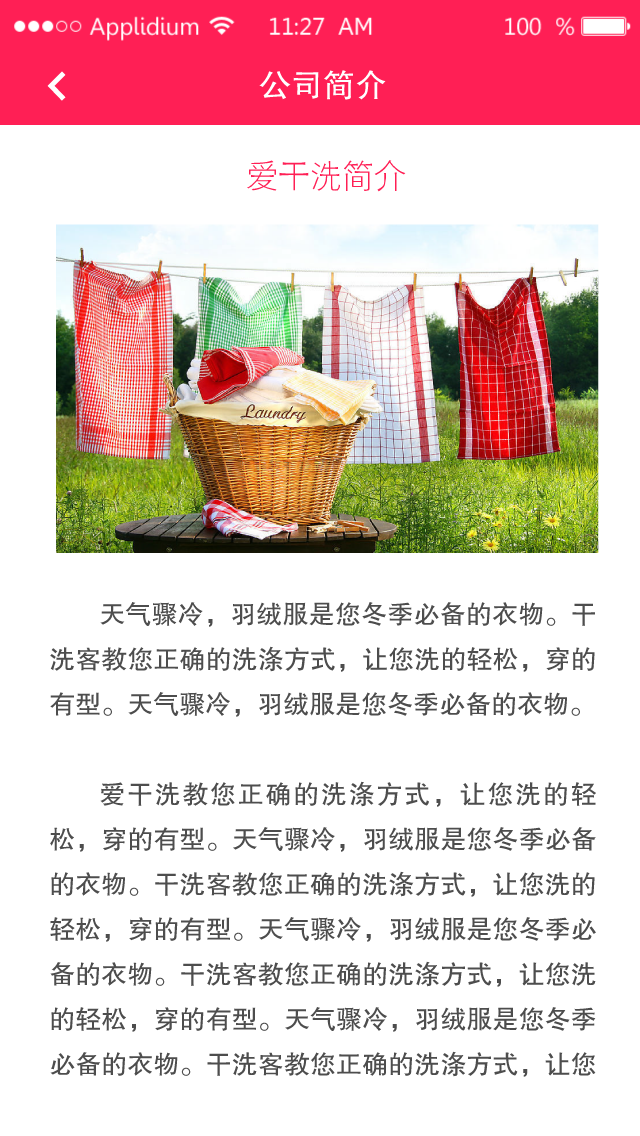 Applidium 11:27 AM 100 %
公司简介
爱干洗简介
Laundry
天气骤冷，羽绒服是您冬季必备的衣物。干
洗客教您正确的洗涤方式，让您洗的轻松，穿的
有型。天气骤冷，羽绒服是您冬季必备的衣物。
爱干洗教您正确的洗涤方式，让您洗的轻
松，穿的有型。天气骤冷，羽绒服是您冬季必备
的衣物。干洗客教您正确的洗涤方式，让您洗的
轻松，穿的有型。天气骤冷，羽绒服是您冬季必
备的衣物。干洗客教您正确的洗涤方式，让您洗
的轻松，穿的有型。天气骤冷，羽绒服是您冬季
必备的衣物。干洗客教您正确的洗涤方式，让您